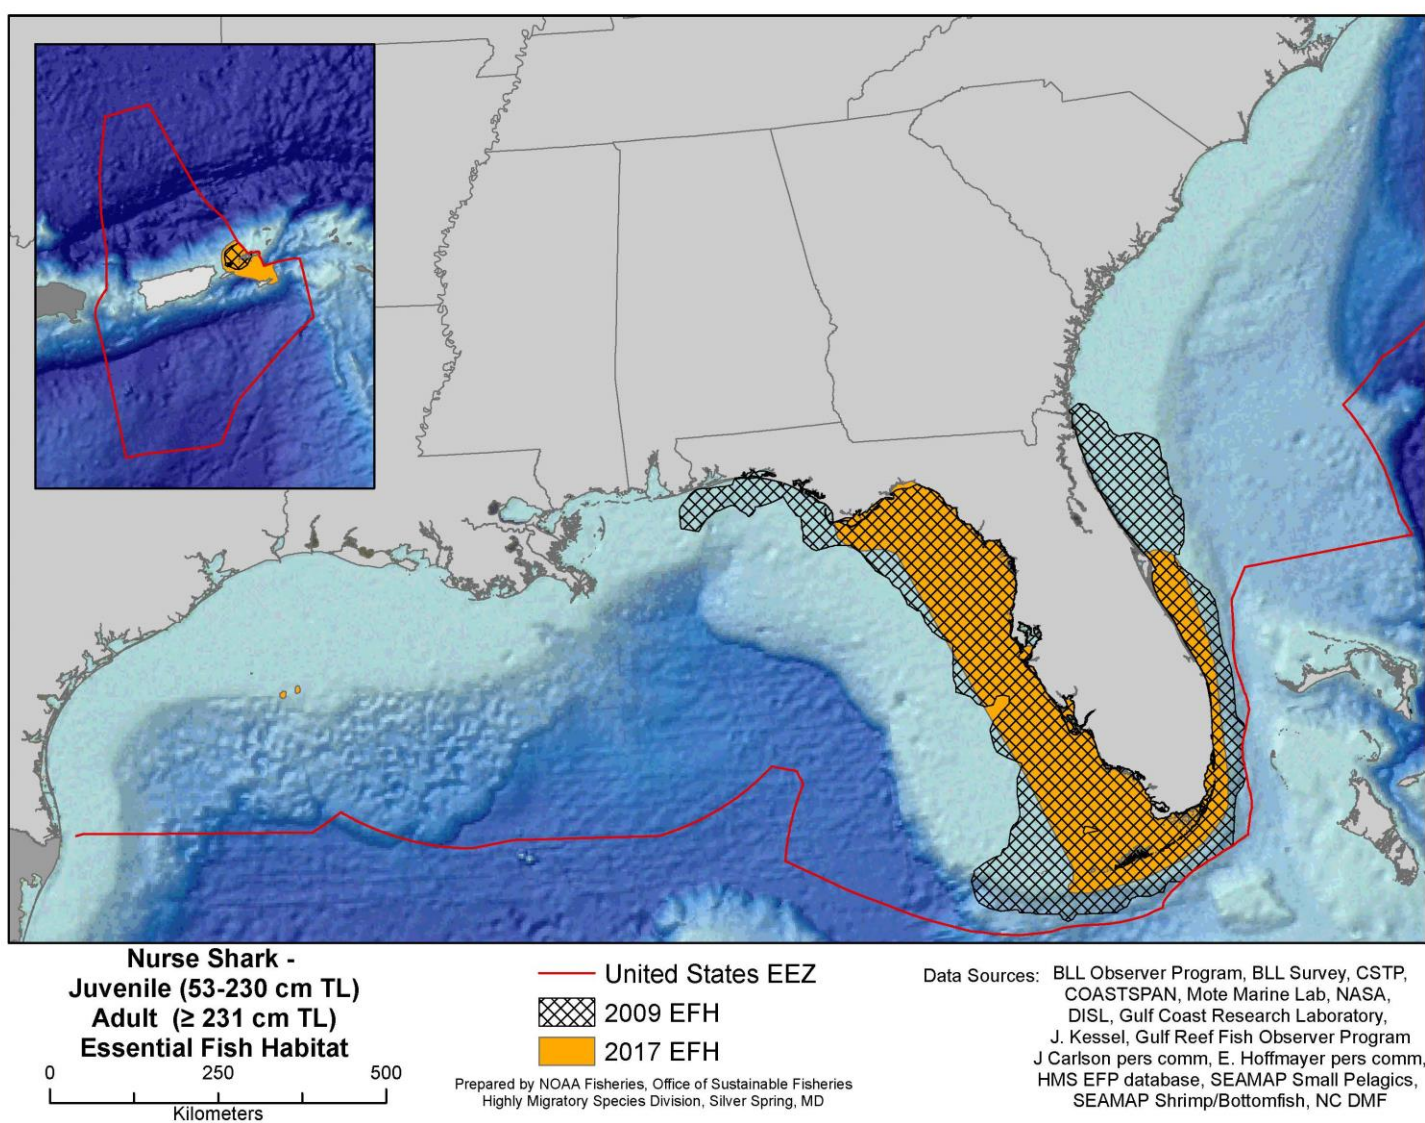 Nurse Shark -
Juvenile (53-230 cm TL)
Adult (≥ 231 cm TL)
Essential Fish Habitat
0 250 500
Kilometers
United States EEZ
2009 EFH
2017 EFH
Prepared by NOAA Fisheries, Office of Sustainable Fisheries
Highly Migratory Species Division, Silver Spring, MD
Data Sources: BLL Observer Program, BLL Survey, CSTP,
COASTSPAN, Mote Marine Lab, NASA,
DISL, Gulf Coast Research Laboratory,
J. Kessel, Gulf Reef Fish Observer Program
J Carlson pers comm, E. Hoffmayer pers comm,
HMS EFP database, SEAMAP Small Pelagics,
SEAMAP Shrimp/Bottomfish, NC DMF